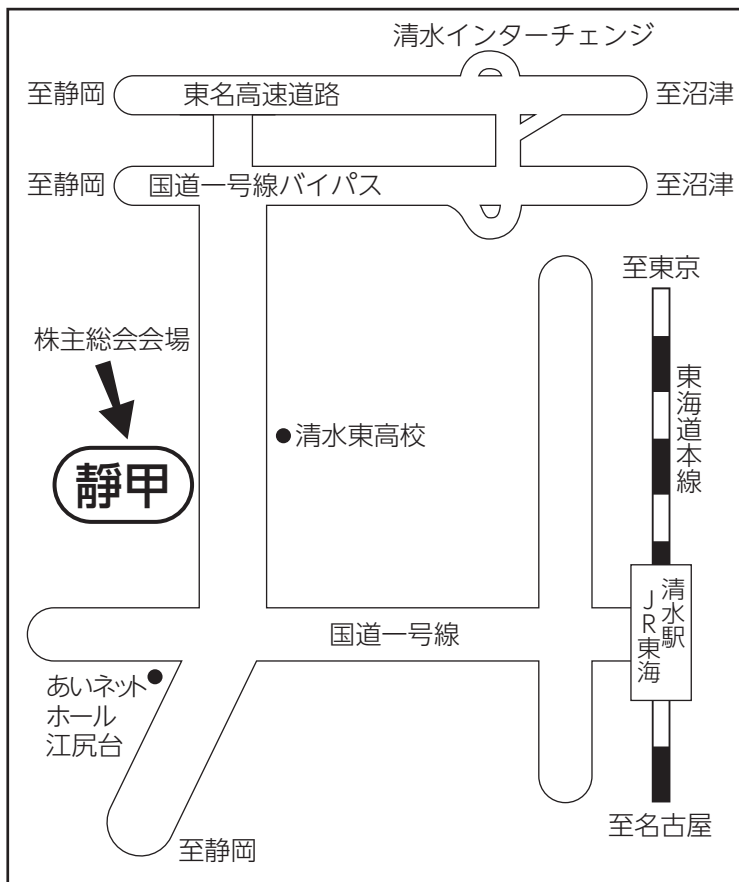 清水インターチェンジ
至静岡
東名高速道路
至沼津
至静岡
国道一号線バイパス
至沼津
至東京
株主総会会場
東海道本線
清水東高校
靜甲
国道一号線
清水駅
JR東海
あいネット
ホール
江尻台
至静岡
至名古屋